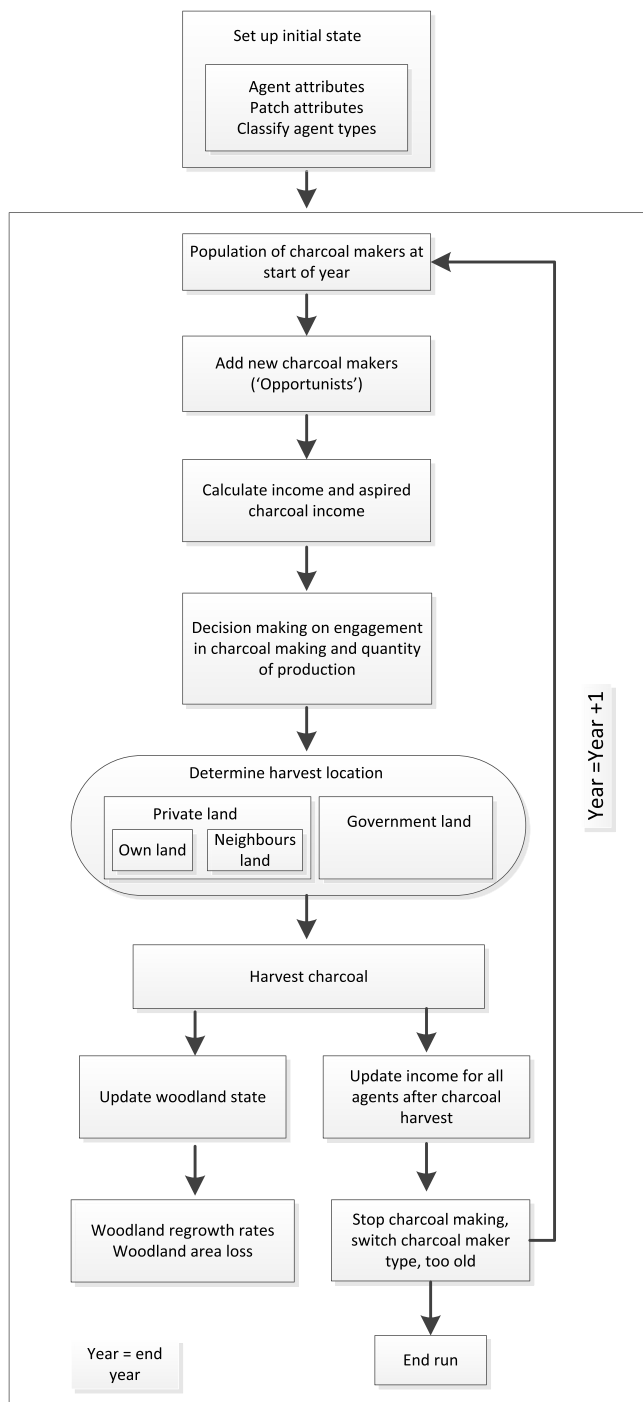 Set up initial state
Agent attributes
Patch attributes
Classify agent types
Population of charcoal makers at
start of year
Add new charcoal makers
(‘Opportunists’)
Calculate income and aspired
charcoal income
Decision making on engagement
in charcoal making and quantity
of production
Determine harvest location
Private land
Own land
Neighbours
land
Government land
Harvest charcoal
Update woodland state
Update income for all
agents after charcoal
harvest
Woodland regrowth rates
Woodland area loss
Stop charcoal making,
switch charcoal maker
type, too old
Year =Year +1
Year = end
year
End run